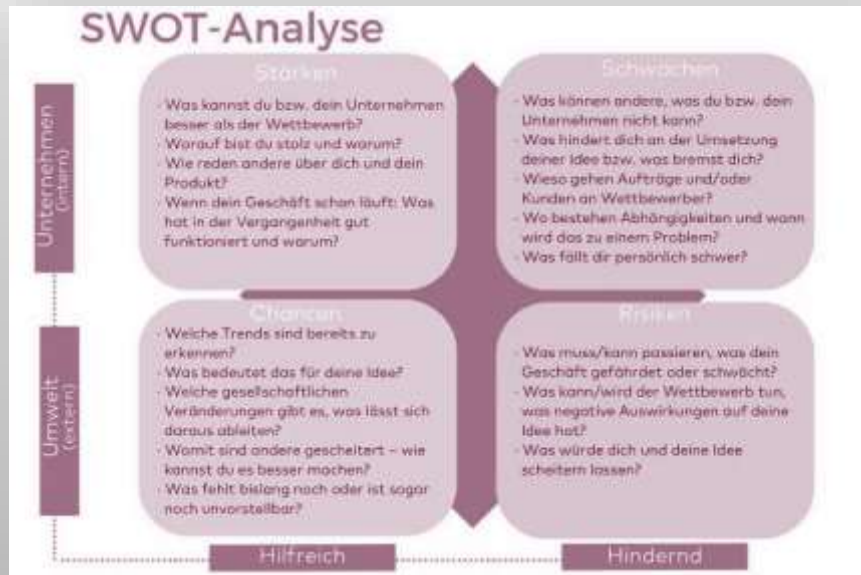 SWOT-Analyse
Unternehmen
(intern)
Stärken
- Was kannst du bzw. dein Unternehmen
besser als der Wettbewerb?
- Worauf bist du stolz und warum?
- Wie reden andere über dich und dein
Produkt?
- Wenn dein Geschäft schon läuft: Was
hat in der Vergangenheit gut
funktioniert und warum?
Schwächen
- Was können andere, was du bzw. dein
Unternehmen nicht kann?
- Was hindert dich an der Umsetzung
deiner Idee bzw. was bremst dich?
- Wieso gehen Aufträge und/oder
Kunden an Wettbewerber?
- Wo bestehen Abhängigkeiten und wann
wird das zu einem Problem?
- Was fällt dir persönlich schwer?
Umwelt
(extern)
Chancen
- Welche Trends sind bereits zu
erkennen?
- Was bedeutet das für deine Idee?
- Welche gesellschaftlichen
Veränderungen gibt es, was lässt sich
daraus ableiten?
- Womit sind andere gescheitert – wie
kannst du es besser machen?
- Was fehlt bislang noch oder ist sogar
noch unvorstellbar?
Risiken
- Was muss/kann passieren, was dein
Geschäft gefährdet oder schwächt?
- Was kann/wird der Wettbewerb tun,
was negative Auswirkungen auf deine
Idee hat?
- Was würde dich und deine Idee
scheitern lassen?
Hilfreich
Hindernd